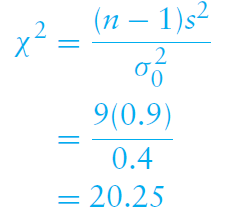 χ² = (n − 1)s² / σ₀²
= 9(0.9) / 0.4
= 20.25